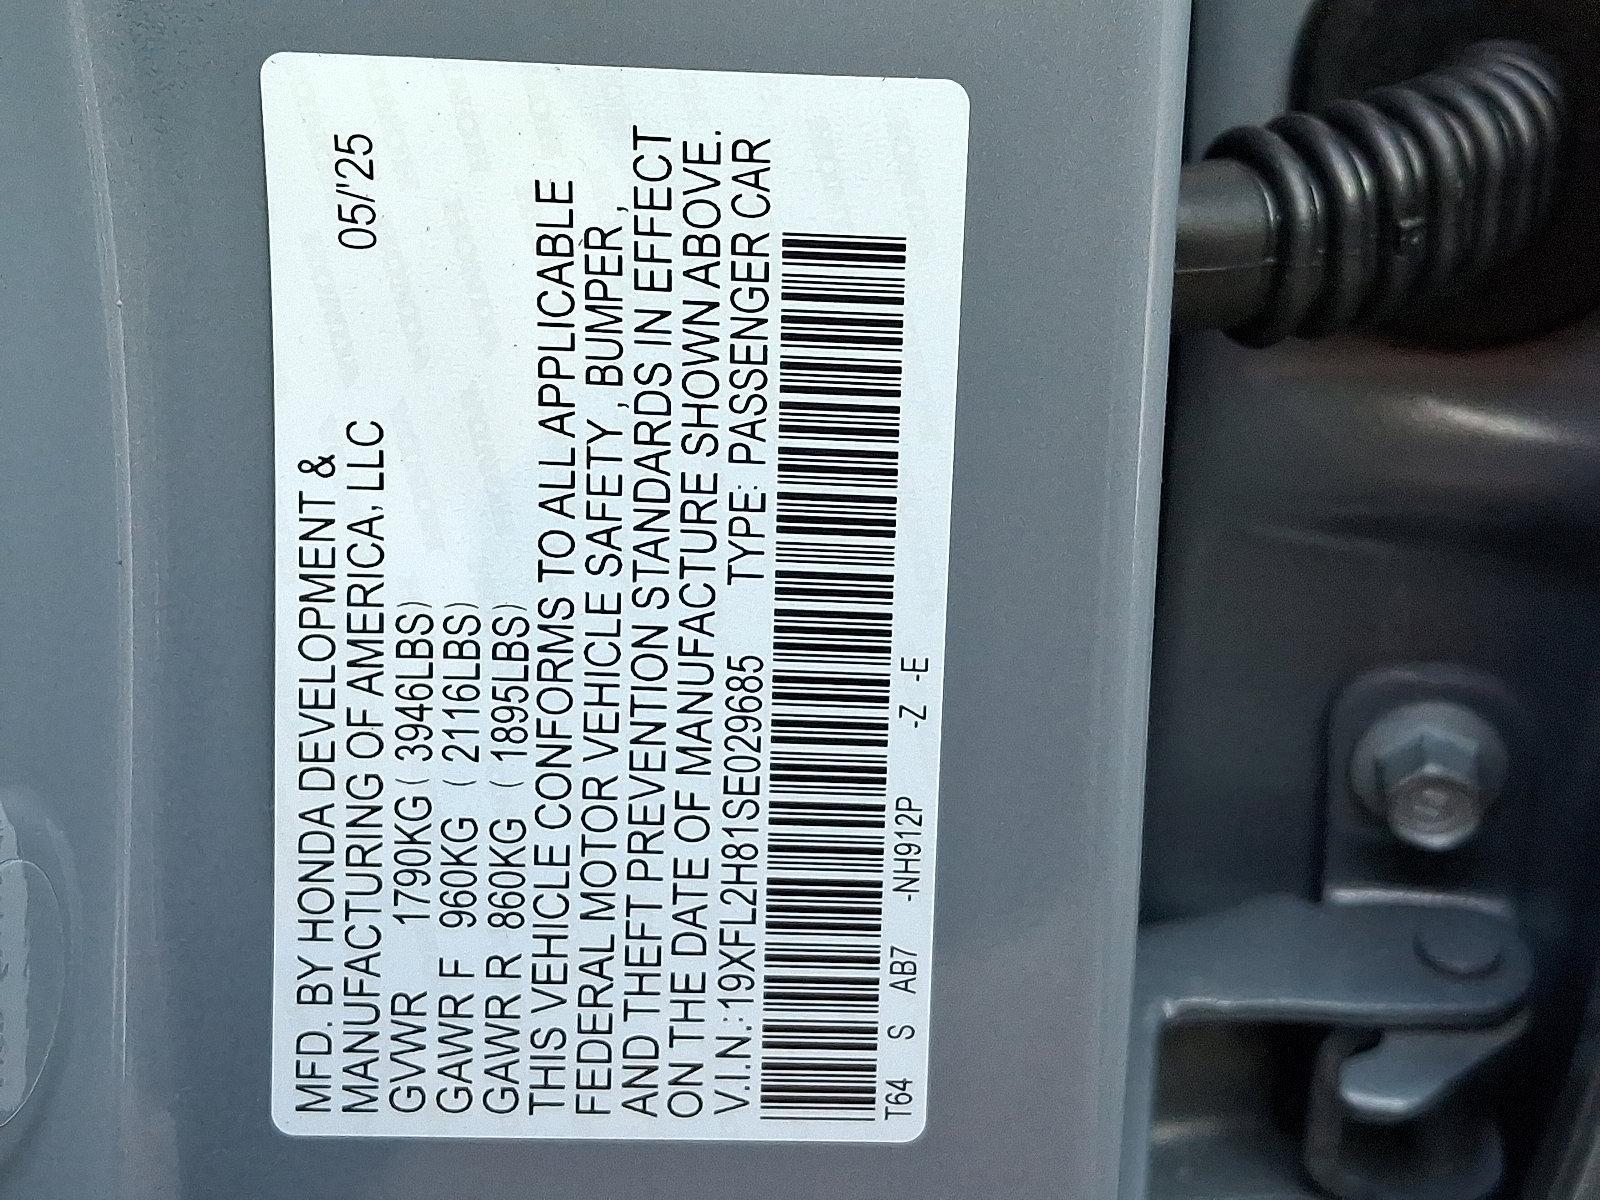 MFD. BY HONDA DEVELOPMENT &
MANUFACTURING OF AMERICA, LLC 05/'25
GVWR 1790KG ( 3946LBS)
GAWR F 960KG ( 2116LBS)
GAWR R 860KG ( 1895LBS)
THIS VEHICLE CONFORMS TO ALL APPLICABLE
FEDERAL MOTOR VEHICLE SAFETY , BUMPER ,
AND THEFT PREVENTION STANDARDS IN EFFECT
ON THE DATE OF MANUFACTURE SHOWN ABOVE.
V.I.N.: 19XFL2H81SE029685 TYPE: PASSENGER CAR
T64 S AB7 -NH912P -Z -E